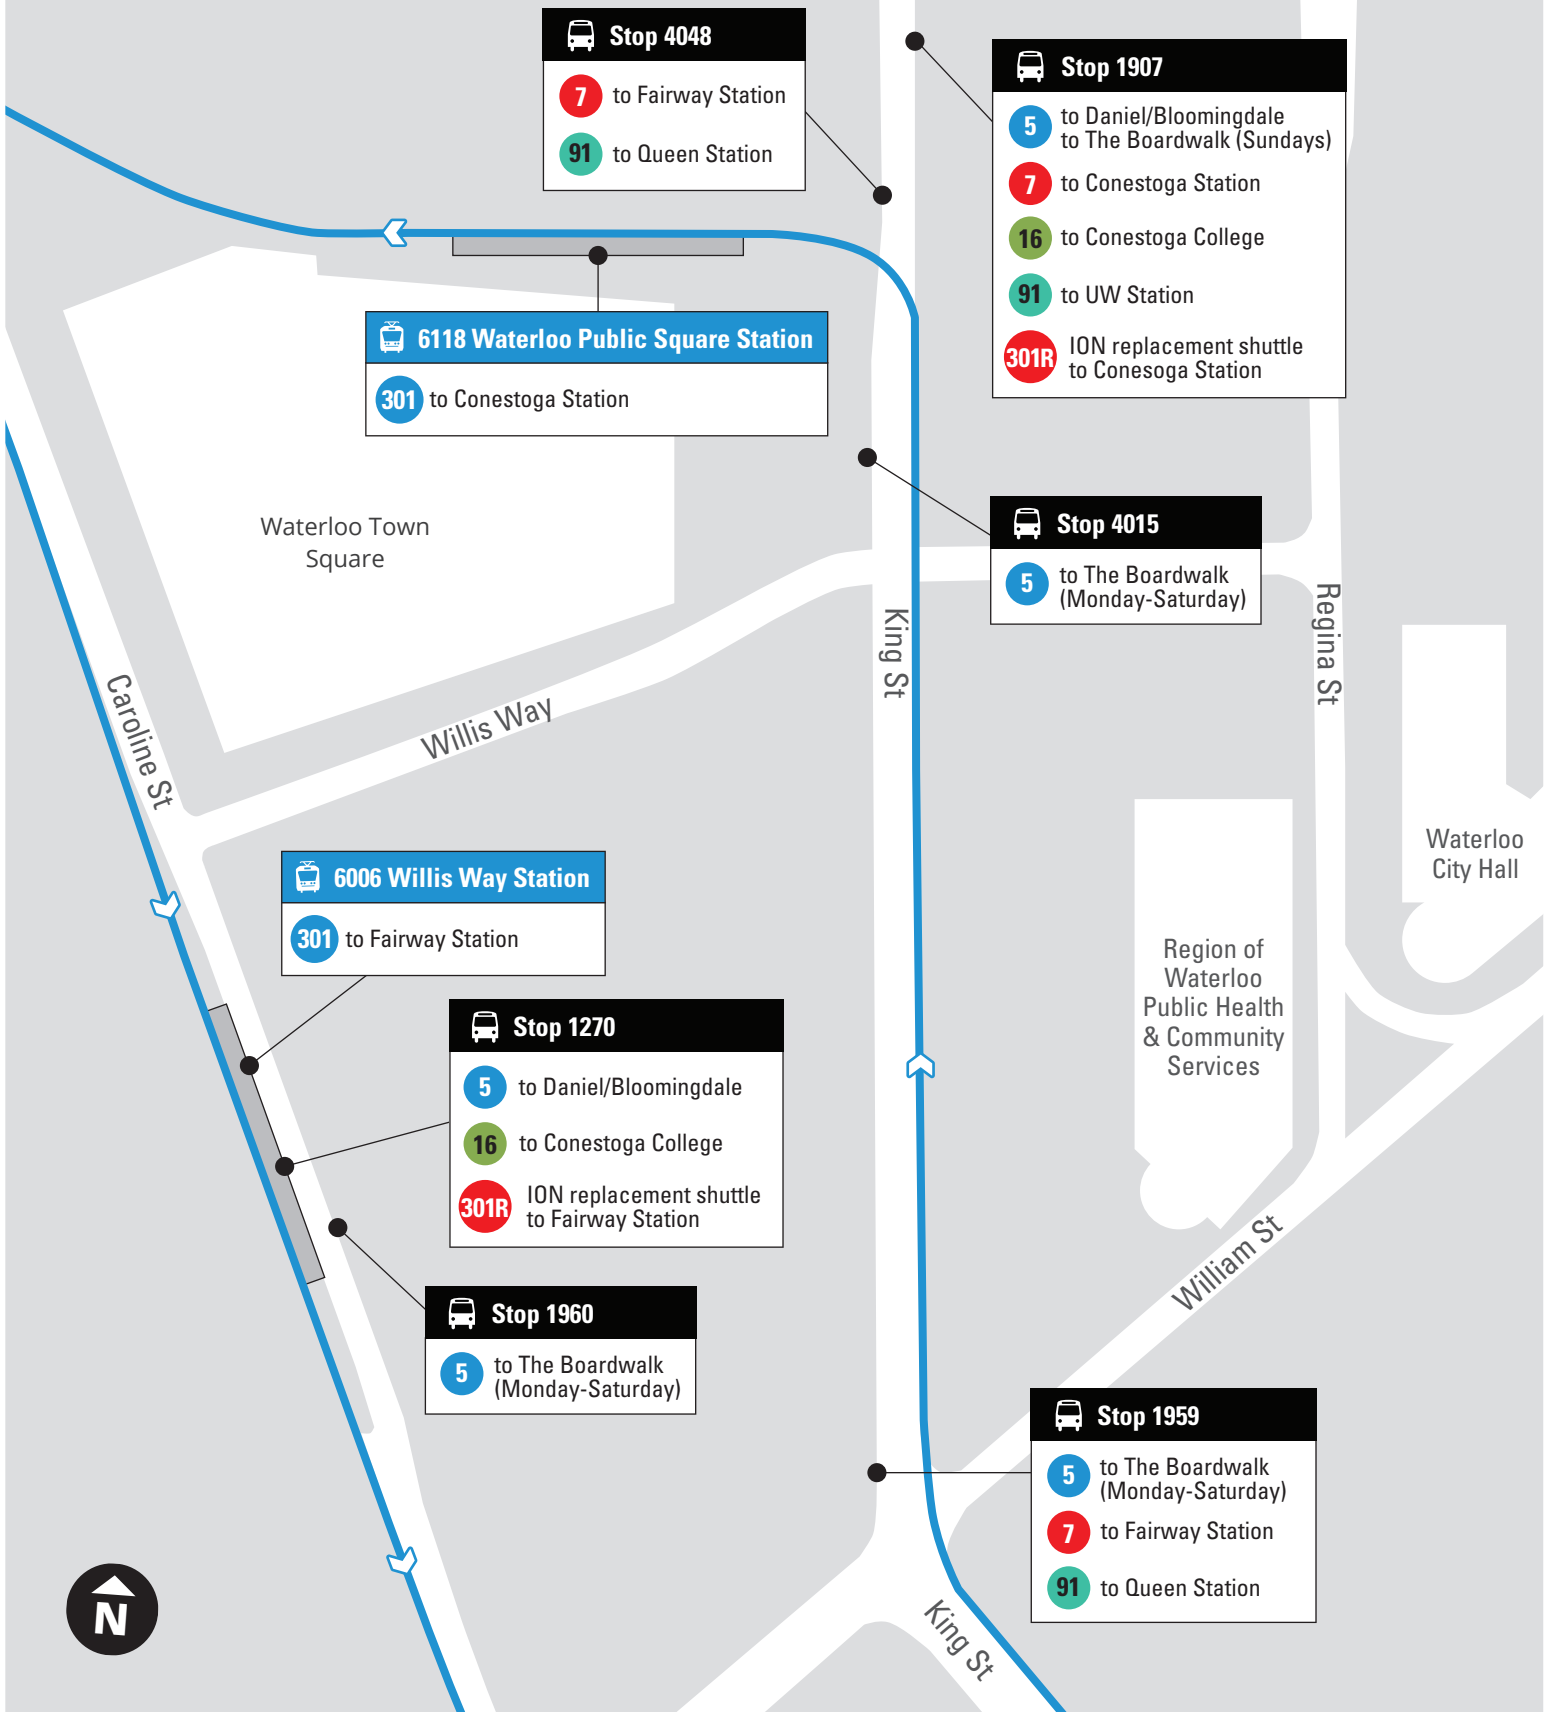 Stop 4048
7 to Fairway Station
91 to Queen Station
Stop 1907
5 to Daniel/Bloomingdale
to The Boardwalk (Sundays)
7 to Conestoga Station
16 to Conestoga College
91 to UW Station
301R ION replacement shuttle
to Conesoga Station
6118 Waterloo Public Square Station
301 to Conestoga Station
Waterloo Town
Square
Stop 4015
5 to The Boardwalk
(Monday-Saturday)
King St
Regina St
Caroline St
Willis Way
Waterloo
City Hall
6006 Willis Way Station
301 to Fairway Station
Region of
Waterloo
Public Health
& Community
Services
Stop 1270
5 to Daniel/Bloomingdale
16 to Conestoga College
301R ION replacement shuttle
to Fairway Station
William St
Stop 1960
5 to The Boardwalk
(Monday-Saturday)
Stop 1959
5 to The Boardwalk
(Monday-Saturday)
7 to Fairway Station
91 to Queen Station
N
King St